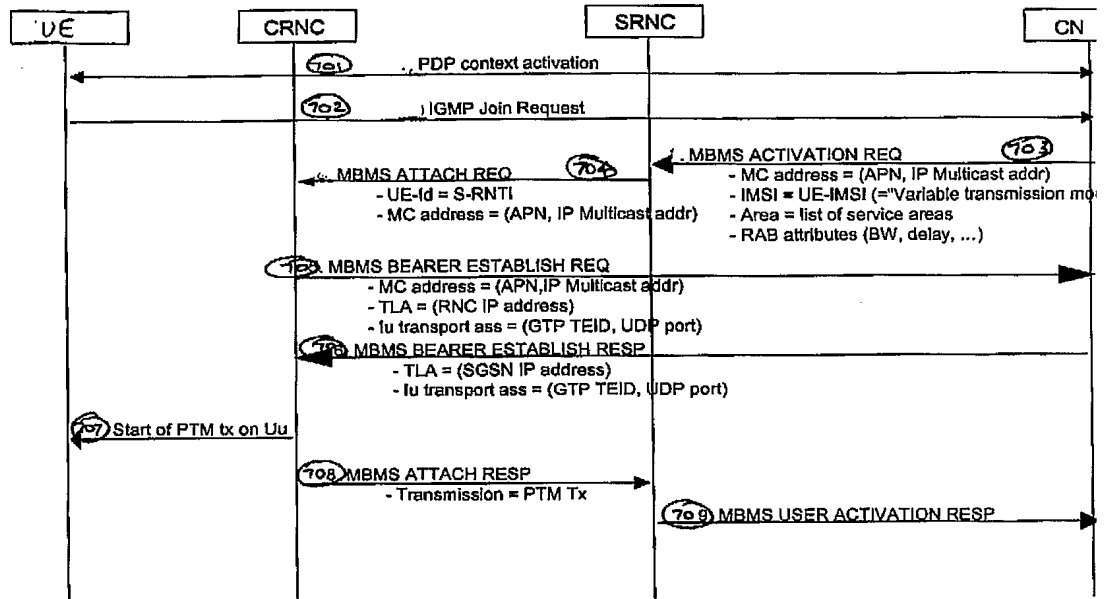 UE
CRNC
SRNC
CN
701 PDP context activation
702 IGMP Join Request
703
MBMS ACTIVATION REQ
- MC address = (APN, IP Multicast addr)
- IMSI = UE-IMSI (="Variable transmission mo
- Area = list of service areas
- RAB attributes (BW, delay, ...)
704
MBMS ATTACH REQ
- UE-Id = S-RNTI
- MC address = (APN, IP Multicast addr)
705 MBMS BEARER ESTABLISH REQ
- MC address = (APN,IP Multicast addr)
- TLA = (RNC IP address)
- Iu transport ass = (GTP TEID, UDP port)
706 MBMS BEARER ESTABLISH RESP
- TLA = (SGSN IP address)
- Iu transport ass = (GTP TEID, UDP port)
707 Start of PTM tx on Uu
708 MBMS ATTACH RESP
- Transmission = PTM Tx
709 MBMS USER ACTIVATION RESP